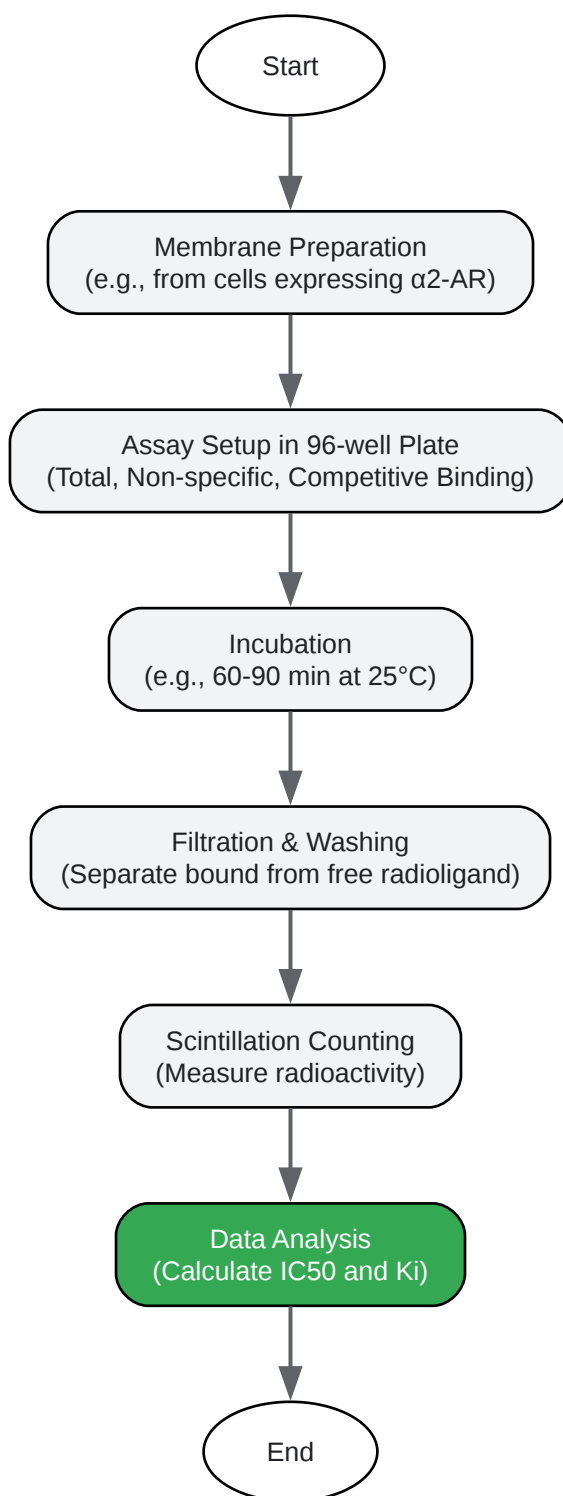 Start
Membrane Preparation
(e.g., from cells expressing α2-AR)
Assay Setup in 96-well Plate
(Total, Non-specific, Competitive Binding)
Incubation
(e.g., 60-90 min at 25°C)
Filtration & Washing
(Separate bound from free radioligand)
Scintillation Counting
(Measure radioactivity)
Data Analysis
(Calculate IC50 and Ki)
End